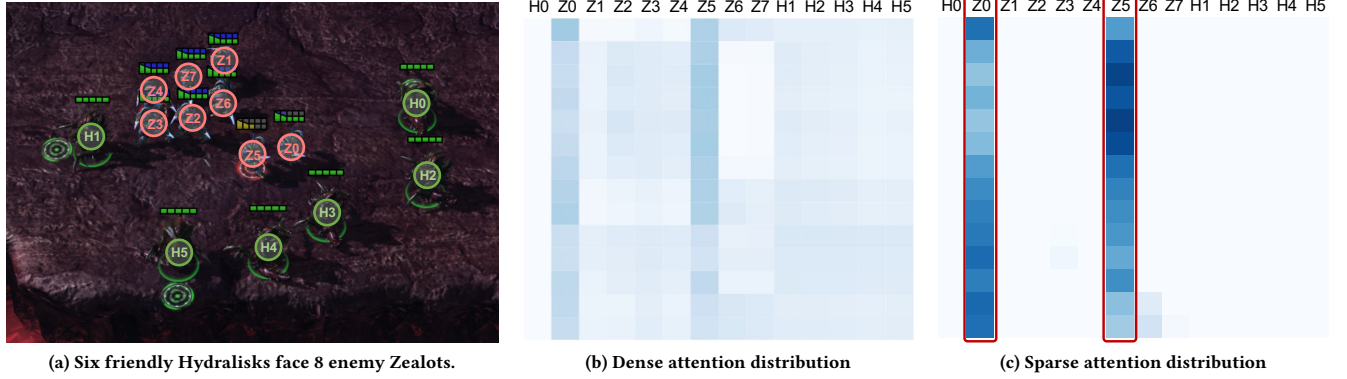 Z1
Z7
Z4
Z6
Z3
Z2
H0
H1
Z5
Z0
H2
H3
H5
H4
(a) Six friendly Hydralisks face 8 enemy Zealots.
H0 Z0 Z1 Z2 Z3 Z4 Z5 Z6 Z7 H1 H2 H3 H4 H5
(b) Dense attention distribution
H0 Z0 Z1 Z2 Z3 Z4 Z5 Z6 Z7 H1 H2 H3 H4 H5
(c) Sparse attention distribution